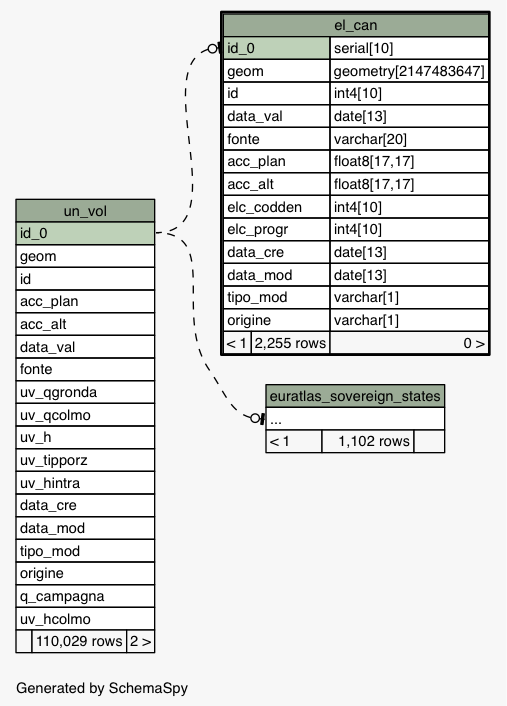 el_can
id_0 serial[10]
geom geometry[2147483647]
id int4[10]
data_val date[13]
fonte varchar[20]
acc_plan float8[17,17]
acc_alt float8[17,17]
elc_codden int4[10]
elc_progr int4[10]
data_cre date[13]
data_mod date[13]
tipo_mod varchar[1]
origine varchar[1]
< 1 2,255 rows 0 >
un_vol
id_0
geom
id
acc_plan
acc_alt
data_val
fonte
uv_qgronda
uv_qcolmo
uv_h
uv_tipporz
uv_hintra
data_cre
data_mod
tipo_mod
origine
q_campagna
uv_hcolmo
110,029 rows 2 >
euratlas_sovereign_states
...
< 1 1,102 rows
Generated by SchemaSpy